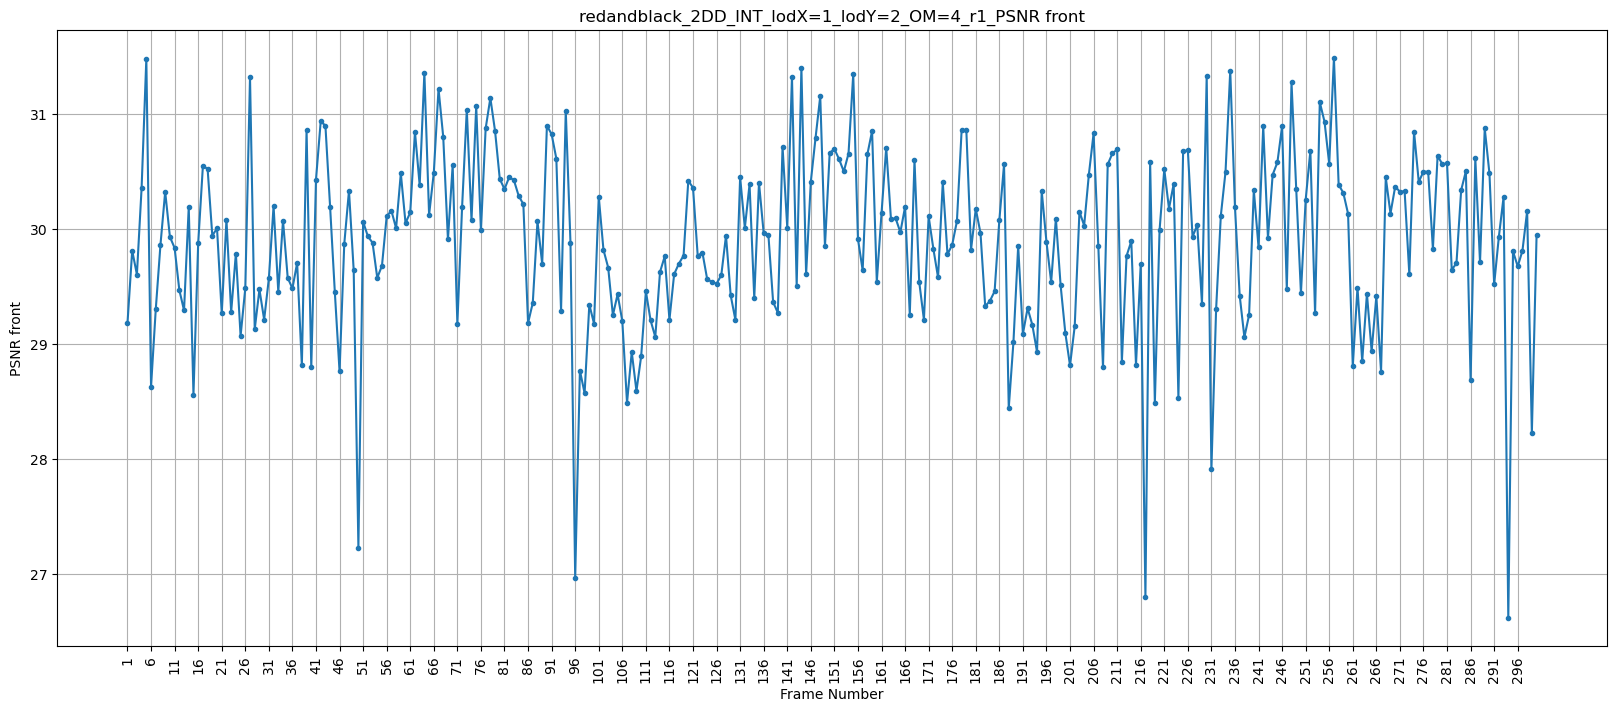 redandblack_2DD_INT_lodX=1_lodY=2_OM=4_r1_PSNR front
PSNR front
31
30
29
28
27
1 6 11 16 21 26 31 36 41 46 51 56 61 66 71 76 81 86 91 96 101 106 111 116 121 126 131 136 141 146 151 156 161 166 171 176 181 186 191 196 201 206 211 216 221 226 231 236 241 246 251 256 261 266 271 276 281 286 291 296
Frame Number